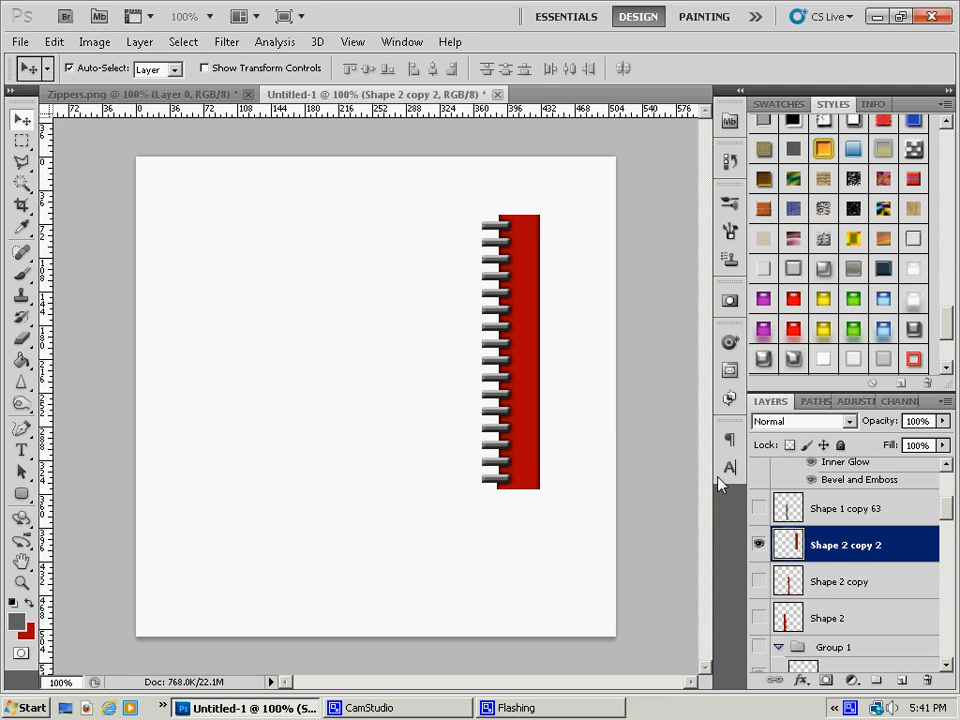 Ps Br Mb 100% ESSENTIALS DESIGN PAINTING CS Live
File Edit Image Layer Select Filter Analysis 3D View Window Help
Auto-Select: Layer Show Transform Controls
Zippers.png @ 100% (Layer 0, RGB/8) * Untitled-1 @ 100% (Shape 2 copy 2, RGB/8) *
72 36 0 36 72 108 144 180 216 252 288 324 360 396 432 468 504 540 576
SWATCHES STYLES INFO
Mb
LAYERS PATHS ADJUSTI CHANNI
Normal Opacity: 100%
Lock: Fill: 100%
Inner Glow
Bevel and Emboss
Shape 1 copy 63
Shape 2 copy 2
Shape 2 copy
Shape 2
Group 1
100% Doc: 768.0K/22.1M
Start Untitled-1 @ 100% (S... CamStudio Flashing 5:41 PM